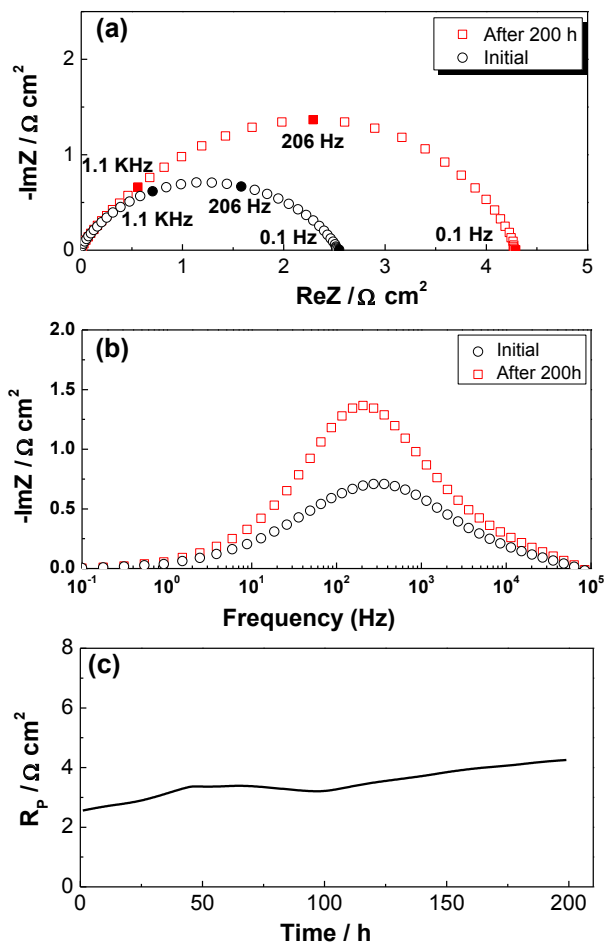 (a)
After 200 h
Initial
-ImZ / Ω cm²
2
1
0
1.1 KHz
206 Hz
1.1 KHz
206 Hz
0.1 Hz
0.1 Hz
0 1 2 3 4 5
ReZ / Ω cm²
(b)
Initial
After 200h
-ImZ / Ω cm²
2.0
1.5
1.0
0.5
0.0
10⁻¹ 10⁰ 10¹ 10² 10³ 10⁴ 10⁵
Frequency (Hz)
(c)
R_P / Ω cm²
8
6
4
2
0
0 50 100 150 200
Time / h